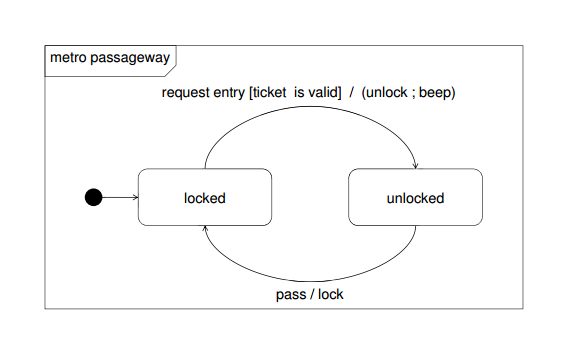 metro passageway
request entry [ticket is valid] / (unlock ; beep)
locked
unlocked
pass / lock